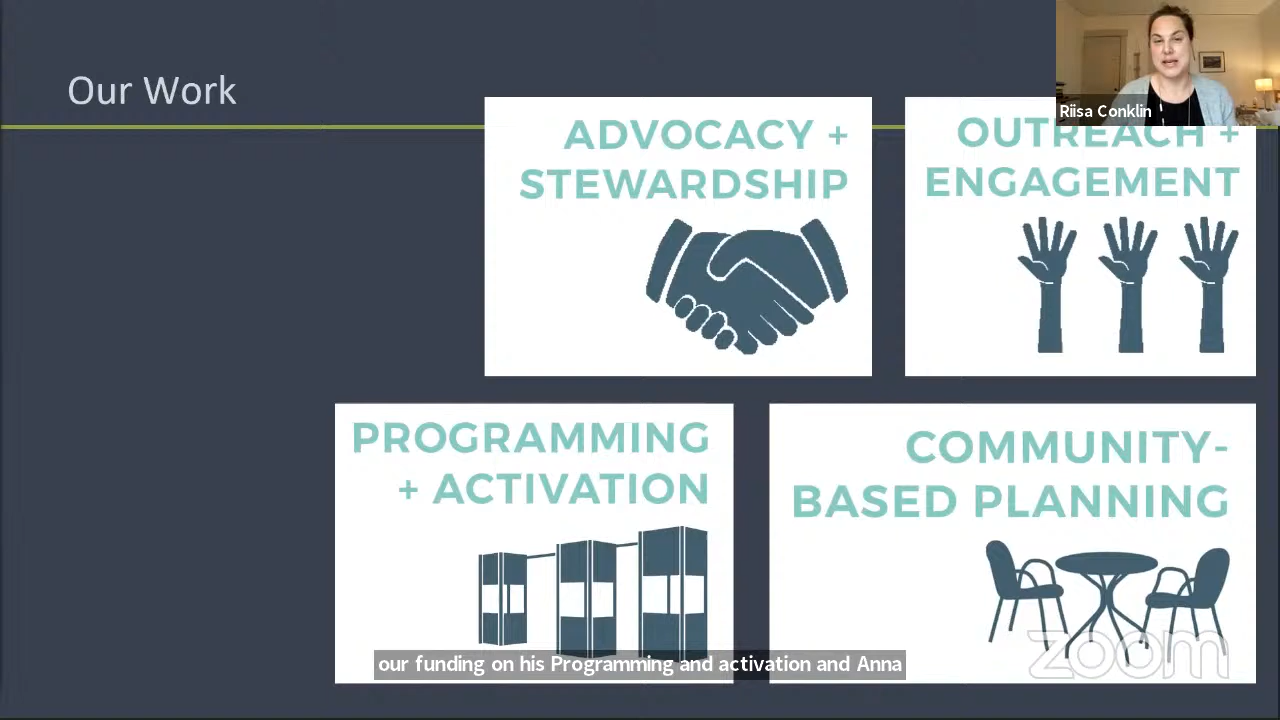 Our Work
Riisa Conklin
ADVOCACY +
STEWARDSHIP
OUTREACH +
ENGAGEMENT
PROGRAMMING
+ ACTIVATION
COMMUNITY-
BASED PLANNING
our funding on his Programming and activation and Anna
zoom